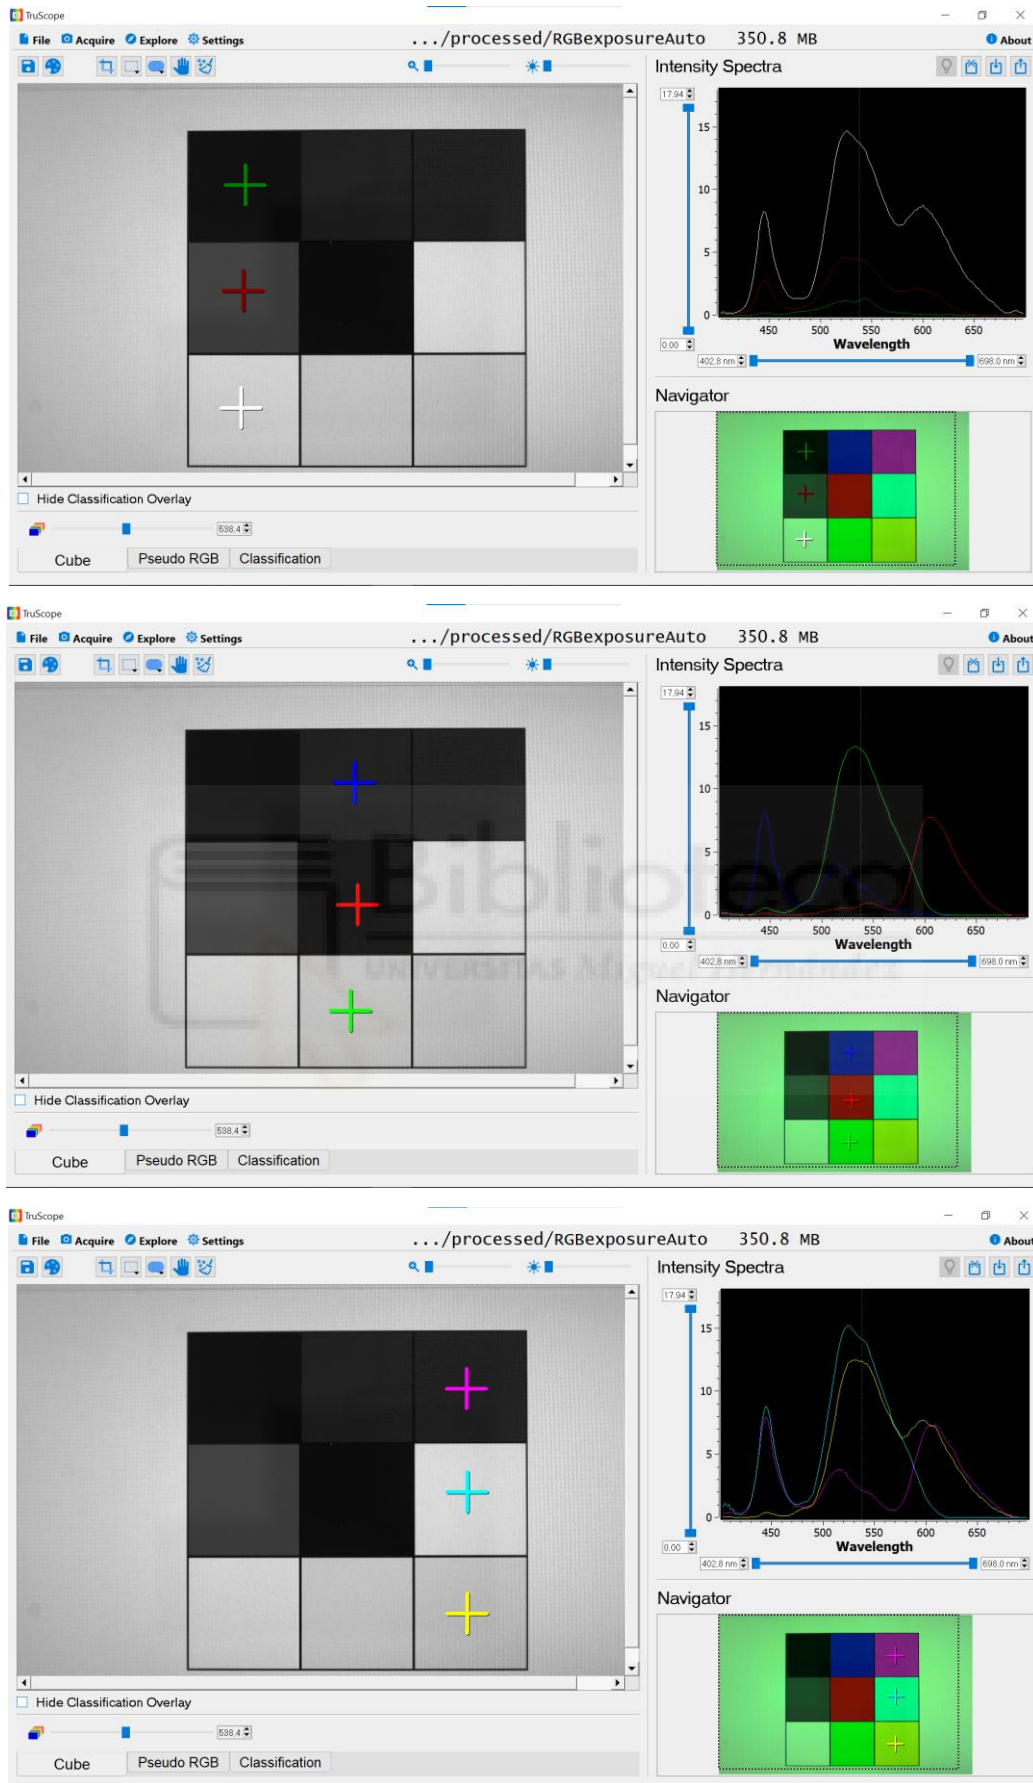 TruScope
File Acquire Explore Settings .../processed/RGBexposureAuto 350.8 MB About
Intensity Spectra
17.94
15
10
5
0
0.00
450 500 550 600 650
Wavelength
402,8 nm 698.0 nm
Navigator
Hide Classification Overlay
538,4
Cube Pseudo RGB Classification
TruScope
File Acquire Explore Settings .../processed/RGBexposureAuto 350.8 MB About
Intensity Spectra
17.94
15
10
5
0
0.00
450 500 550 600 650
Wavelength
402,8 nm 698.0 nm
Biblioteca
UNIVERSITAS Miguel Hernández
Navigator
Hide Classification Overlay
538,4
Cube Pseudo RGB Classification
TruScope
File Acquire Explore Settings .../processed/RGBexposureAuto 350.8 MB About
Intensity Spectra
17.94
15
10
5
0
0.00
450 500 550 600 650
Wavelength
402,8 nm 698.0 nm
Navigator
Hide Classification Overlay
538,4
Cube Pseudo RGB Classification